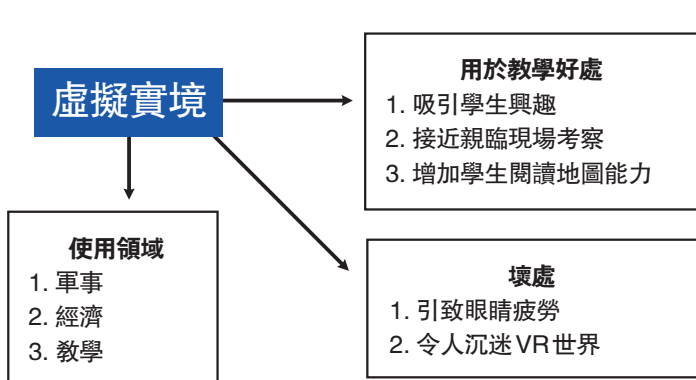 虛擬實境
用於教學好處
1. 吸引學生興趣
2. 接近親臨現場考察
3. 增加學生閱讀地圖能力
使用領域
1. 軍事
2. 經濟
3. 教學
壞處
1. 引致眼睛疲勞
2. 令人沉迷VR世界